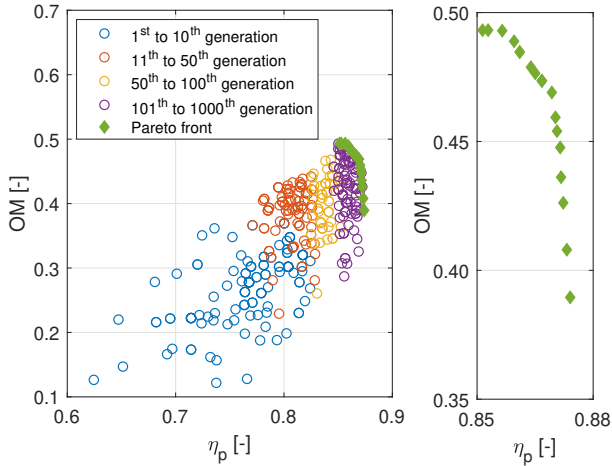 0.7
0.6
0.5
0.4
0.3
0.2
0.1
OM [-]
1st to 10th generation
11th to 50th generation
50th to 100th generation
101th to 1000th generation
Pareto front
0.6
0.7
0.8
0.9
ηp [-]
0.50
0.45
0.40
0.35
OM [-]
0.85
0.88
ηp [-]